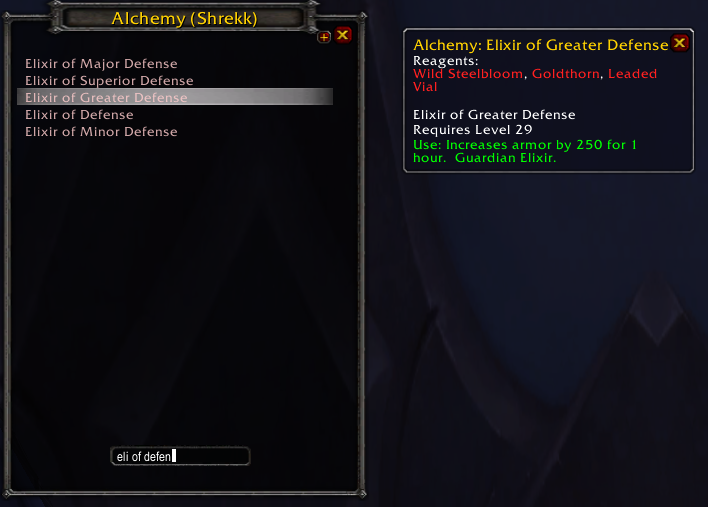 Alchemy (Shrekk)
Elixir of Major Defense
Elixir of Superior Defense
Elixir of Greater Defense
Elixir of Defense
Elixir of Minor Defense
eli of defen
Alchemy: Elixir of Greater Defense
Reagents:
Wild Steelbloom, Goldthorn, Leaded
Vial
Elixir of Greater Defense
Requires Level 29
Use: Increases armor by 250 for 1
hour. Guardian Elixir.